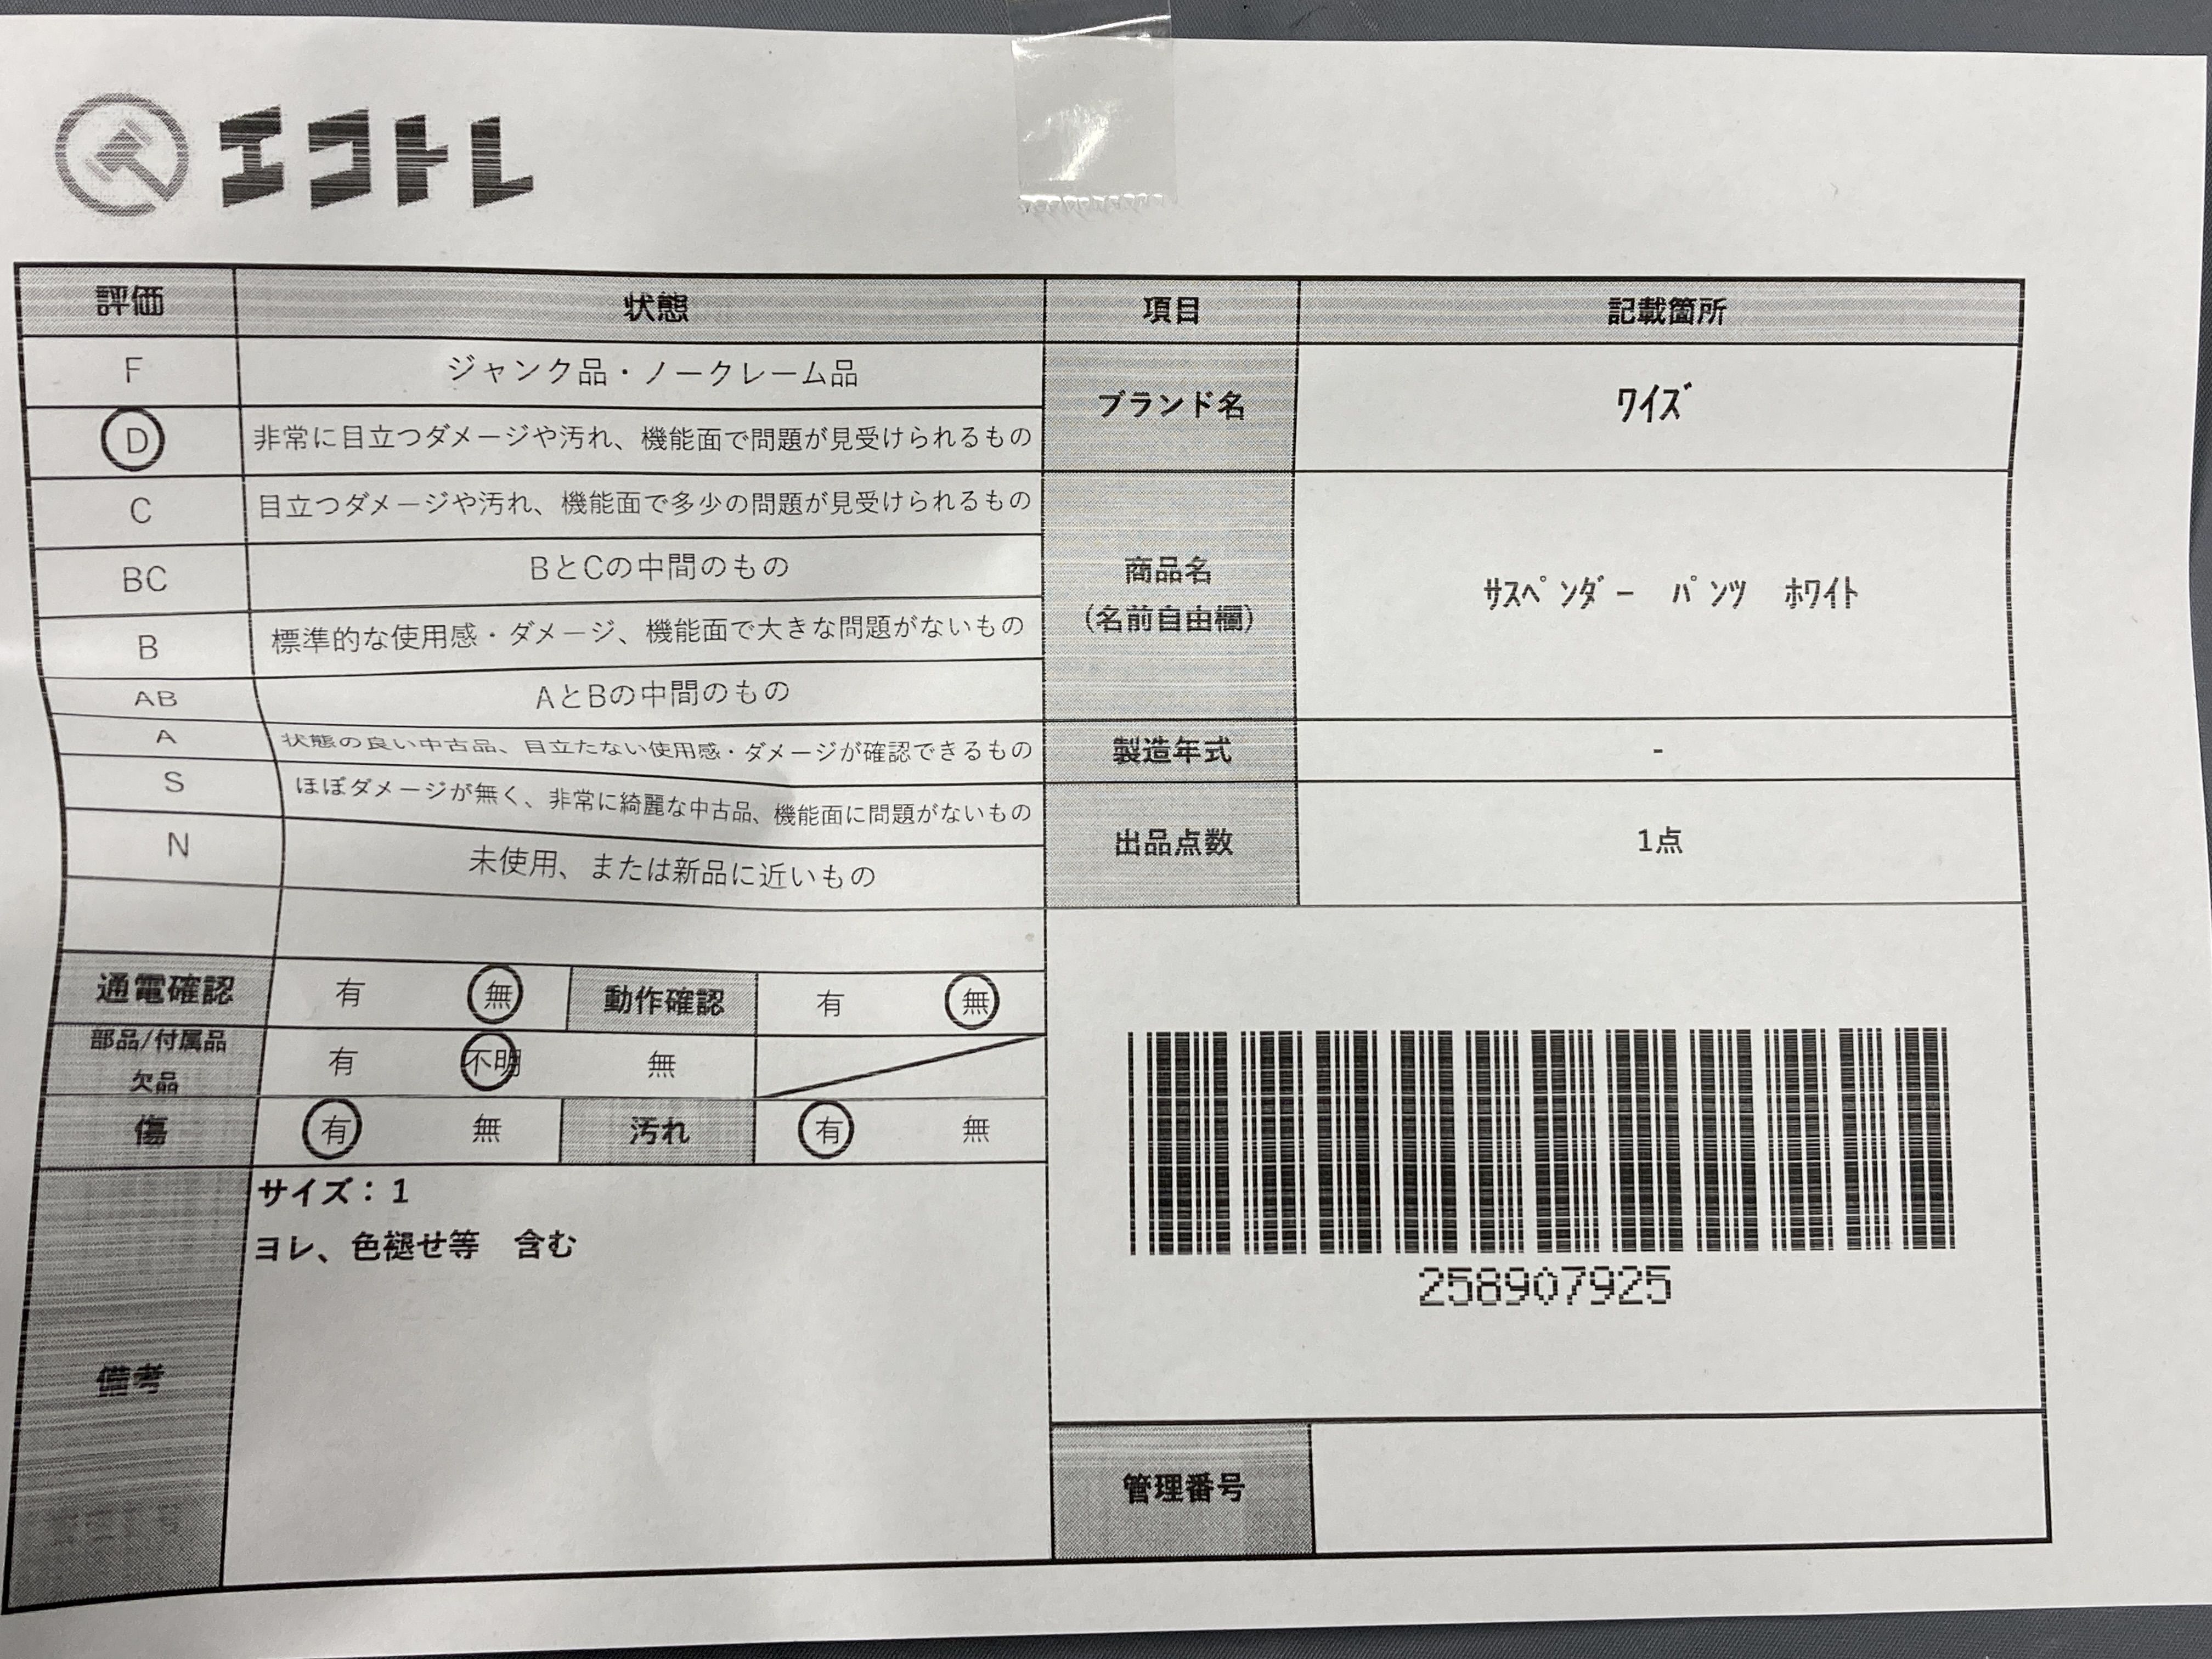 エコトレ
評価 状態 項目 記載箇所
F ジャンク品・ノークレーム品
D 非常に目立つダメージや汚れ、機能面で問題が見受けられるもの
ブランド名 ﾜｲｽﾞ
C 目立つダメージや汚れ、機能面で多少の問題が見受けられるもの
BC BとCの中間のもの
B 標準的な使用感・ダメージ、機能面で大きな問題がないもの
AB AとBの中間のもの
商品名
(名前自由欄)
ｻｽﾍﾟﾝﾀﾞｰ ﾊﾟﾝﾂ ﾎﾜｲﾄ
A 状態の良い中古品、目立たない使用感・ダメージが確認できるもの
製造年式 -
S ほぼダメージが無く、非常に綺麗な中古品、機能面に問題がないもの
N 未使用、または新品に近いもの
出品点数 1点
通電確認 有 無 動作確認 有 無
部品/付属品
欠品
有 不明 無
傷 有 無 汚れ 有 無
備考
サイズ：1
ヨレ、色褪せ等 含む
258907925
管理番号